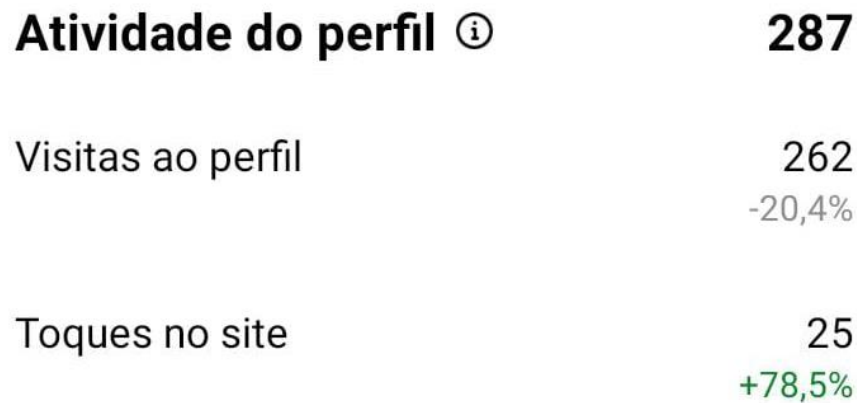 Atividade do perfil 287
Visitas ao perfil 262
-20,4%
Toques no site 25
+78,5%